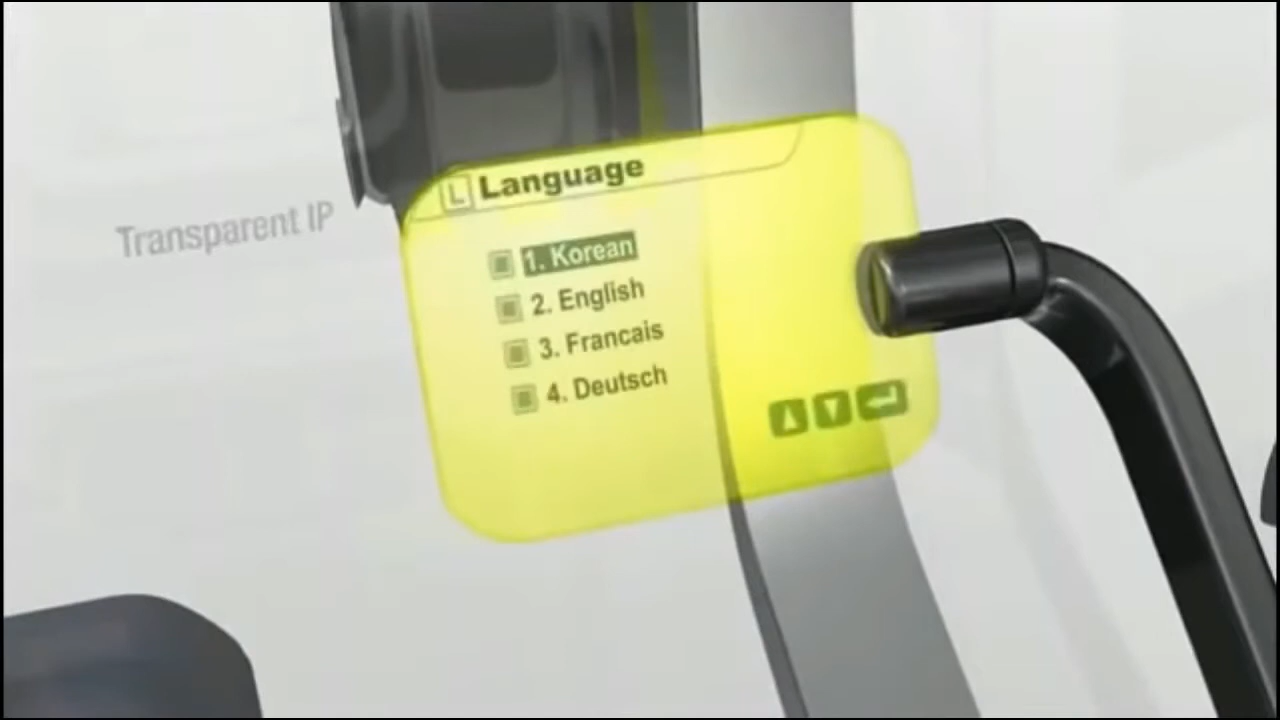 L Language
Transparent IP
1. Korean
2. English
3. Francais
4. Deutsch